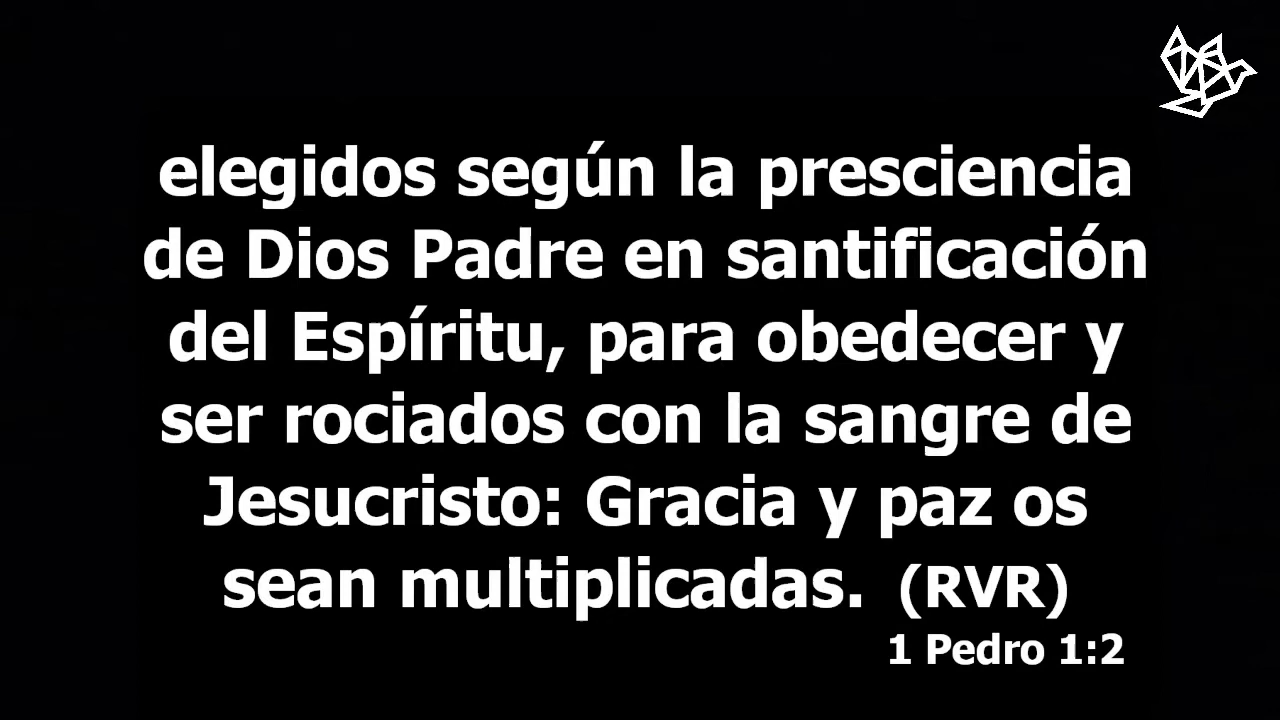 elegidos según la presciencia
de Dios Padre en santificación
del Espíritu, para obedecer y
ser rociados con la sangre de
Jesucristo: Gracia y paz os
sean multiplicadas. (RVR)
1 Pedro 1:2